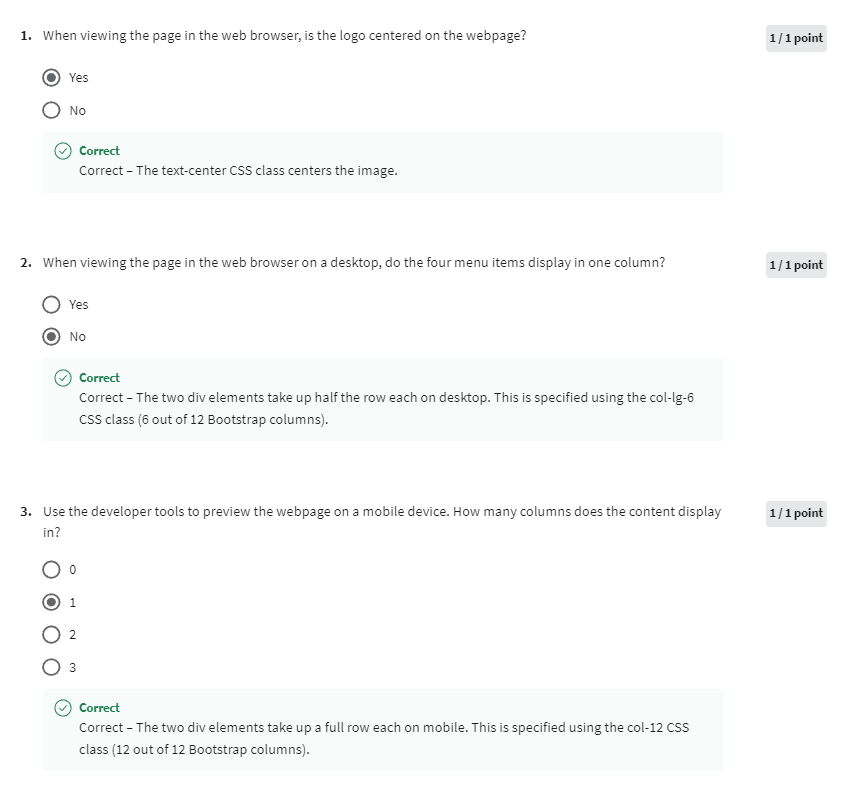 1. When viewing the page in the web browser, is the logo centered on the webpage?
1 / 1 point
Yes
No
Correct
Correct – The text-center CSS class centers the image.
2. When viewing the page in the web browser on a desktop, do the four menu items display in one column?
1 / 1 point
Yes
No
Correct
Correct – The two div elements take up half the row each on desktop. This is specified using the col-lg-6
CSS class (6 out of 12 Bootstrap columns).
3. Use the developer tools to preview the webpage on a mobile device. How many columns does the content display
in?
1 / 1 point
0
1
2
3
Correct
Correct – The two div elements take up a full row each on mobile. This is specified using the col-12 CSS
class (12 out of 12 Bootstrap columns).